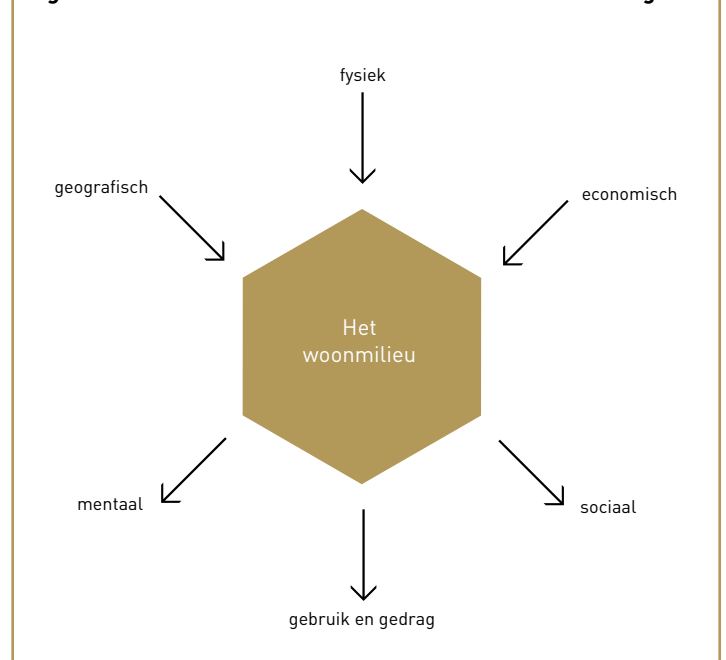 fysiek
geografisch
economisch
Het
woonmilieu
mentaal
sociaal
gebruik en gedrag